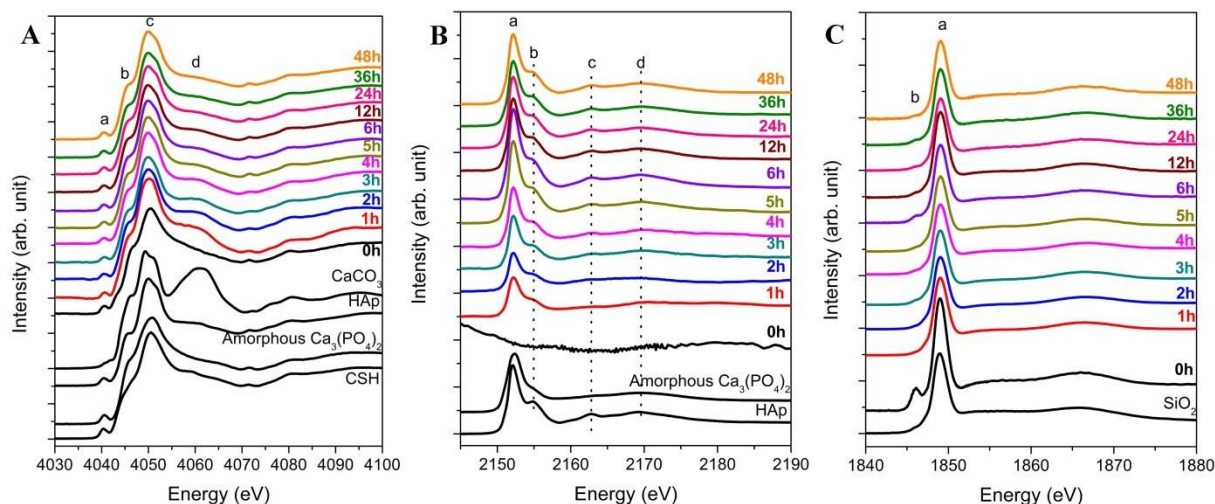 A
c
b
d
a
48h
36h
24h
12h
6h
5h
4h
3h
2h
1h
0h
CaCO3
HAp
Amorphous Ca3(PO4)2
CSH
Intensity (arb. unit)
4030 4040 4050 4060 4070 4080 4090 4100
Energy (eV)
B
a
b
c
d
48h
36h
24h
12h
6h
5h
4h
3h
2h
1h
0h
Amorphous Ca3(PO4)2
HAp
Intensity (arb. unit)
2150 2160 2170 2180 2190
Energy (eV)
C
a
b
48h
36h
24h
12h
6h
5h
4h
3h
2h
1h
0h
SiO2
Intensity (arb. unit)
1840 1850 1860 1870 1880
Energy (eV)